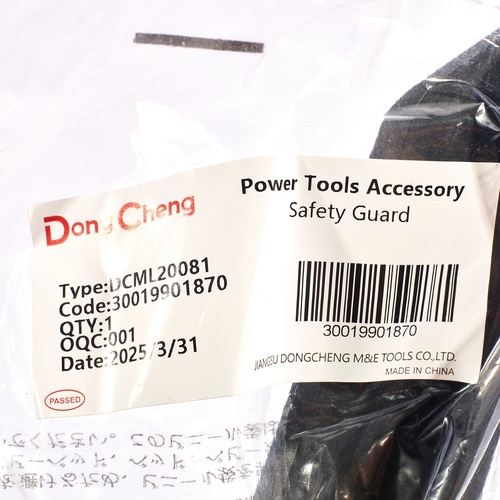 Dong Cheng
Power Tools Accessory
Safety Guard
Type:DCML20081
Code:30019901870
QTY:1
OQC:001
Date:2025/3/31
30019901870
JIANGSU DONGCHENG M&E TOOLS CO.,LTD.
MADE IN CHINA
PASSED